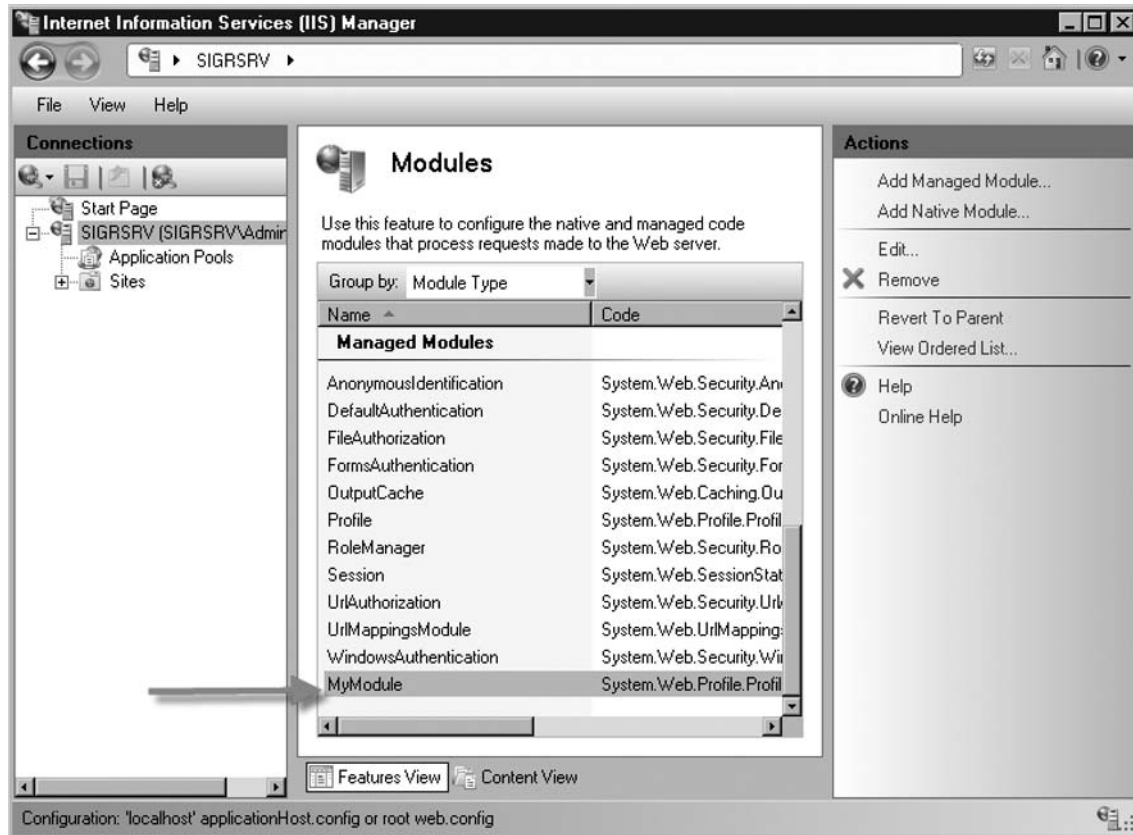 Internet Information Services (IIS) Manager
SIGRSRV
File View Help
Connections
Start Page
SIGRSRV (SIGRSRV\Admir
Application Pools
Sites
Modules
Use this feature to configure the native and managed code
modules that process requests made to the Web server.
Group by: Module Type
Name Code
Managed Modules
AnonymousIdentification System.Web.Security.An
DefaultAuthentication System.Web.Security.De
FileAuthorization System.Web.Security.File
FormsAuthentication System.Web.Security.For
OutputCache System.Web.Caching.Ou
Profile System.Web.Profile.Profil
RoleManager System.Web.Security.Ro
Session System.Web.SessionStat
UrlAuthorization System.Web.Security.Url
UrlMappingsModule System.Web.UrlMapping
WindowsAuthentication System.Web.Security.Wi
MyModule System.Web.Profile.Profil
Features View Content View
Actions
Add Managed Module...
Add Native Module...
Edit...
Remove
Revert To Parent
View Ordered List...
Help
Online Help
Configuration: 'localhost' applicationHost.config or root web.config